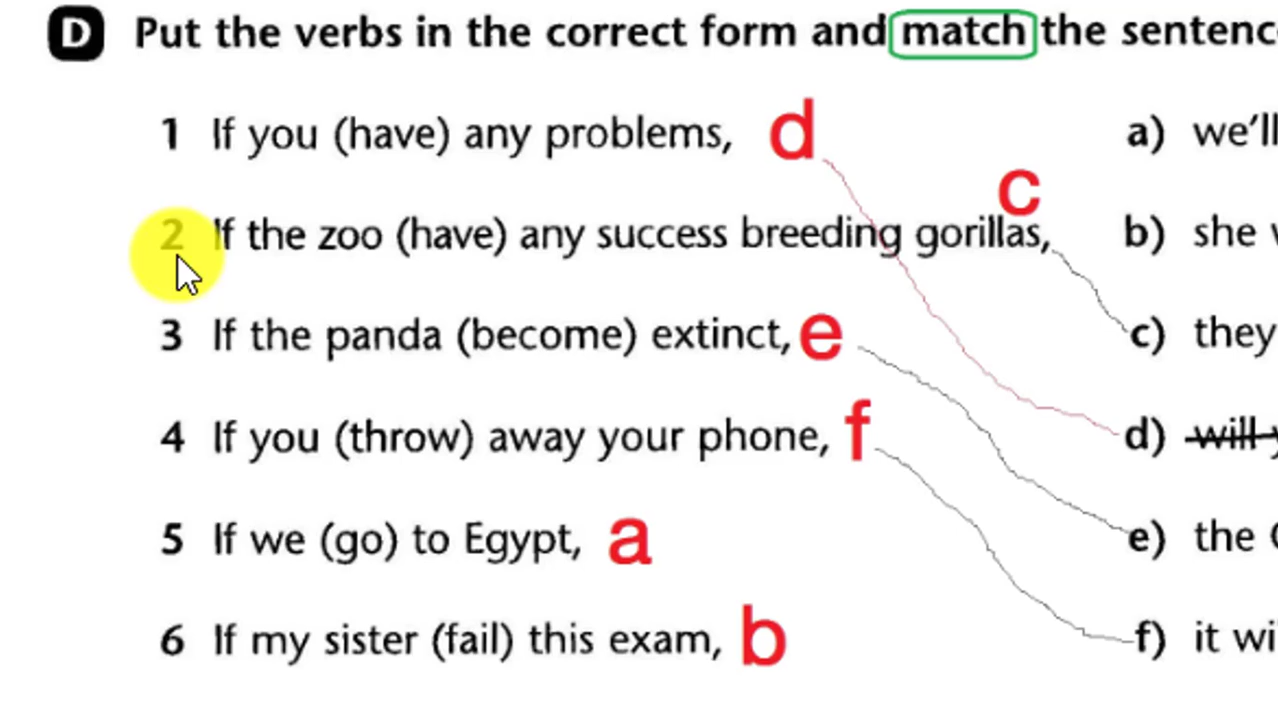 D Put the verbs in the correct form and match the
1 If you (have) any problems, d a) we'll
2 If the zoo (have) any success breeding gorillas, c b) she
3 If the panda (become) extinct, e c) they
4 If you (throw) away your phone, f d) will
5 If we (go) to Egypt, a e) the
6 If my sister (fail) this exam, b f) it